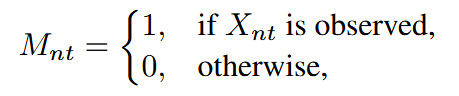 M_{nt} = { 1, if X_{nt} is observed,
0, otherwise,